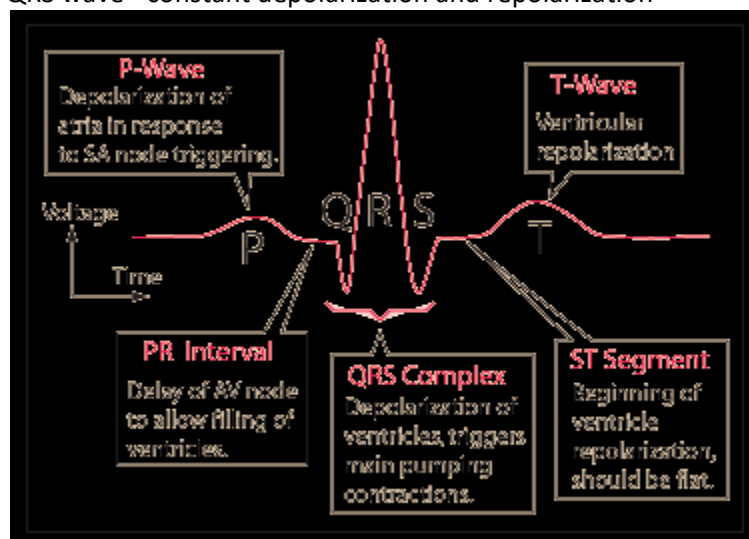 QRS wave - constant depolarization and repolarization
P-Wave
Depolarization of
atria in response
to SA node triggering.
T-Wave
Ventricular
repolarization
Q R S
Voltage
P
T
Time
PR Interval
Delay of AV node
to allow filling of
ventricles.
QRS Complex
Depolarization of
ventricles, triggers
main pumping
contractions.
ST Segment
Beginning of
ventricle
repolarization,
should be flat.